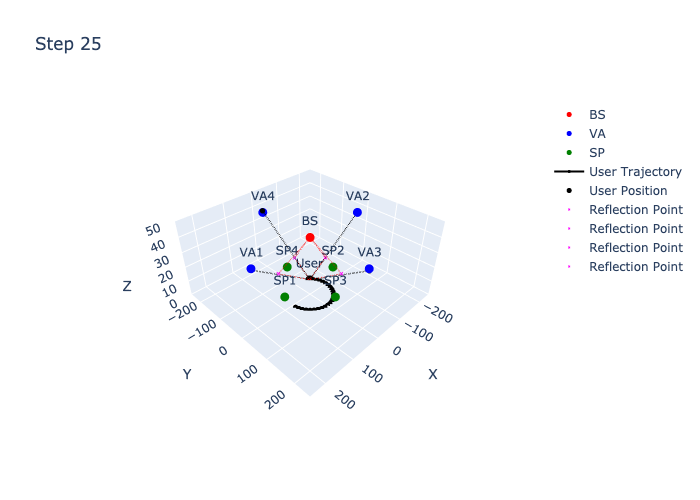 Step 25
BS
VA
SP
User Trajectory
User Position
Reflection Point
Reflection Point
Reflection Point
Reflection Point
VA4
VA2
BS
VA1
SP4
SP2
VA3
User
SP1
SP3
50
40
30
20
10
0
Z
−200
−100
0
100
200
Y
−200
−100
0
100
200
X